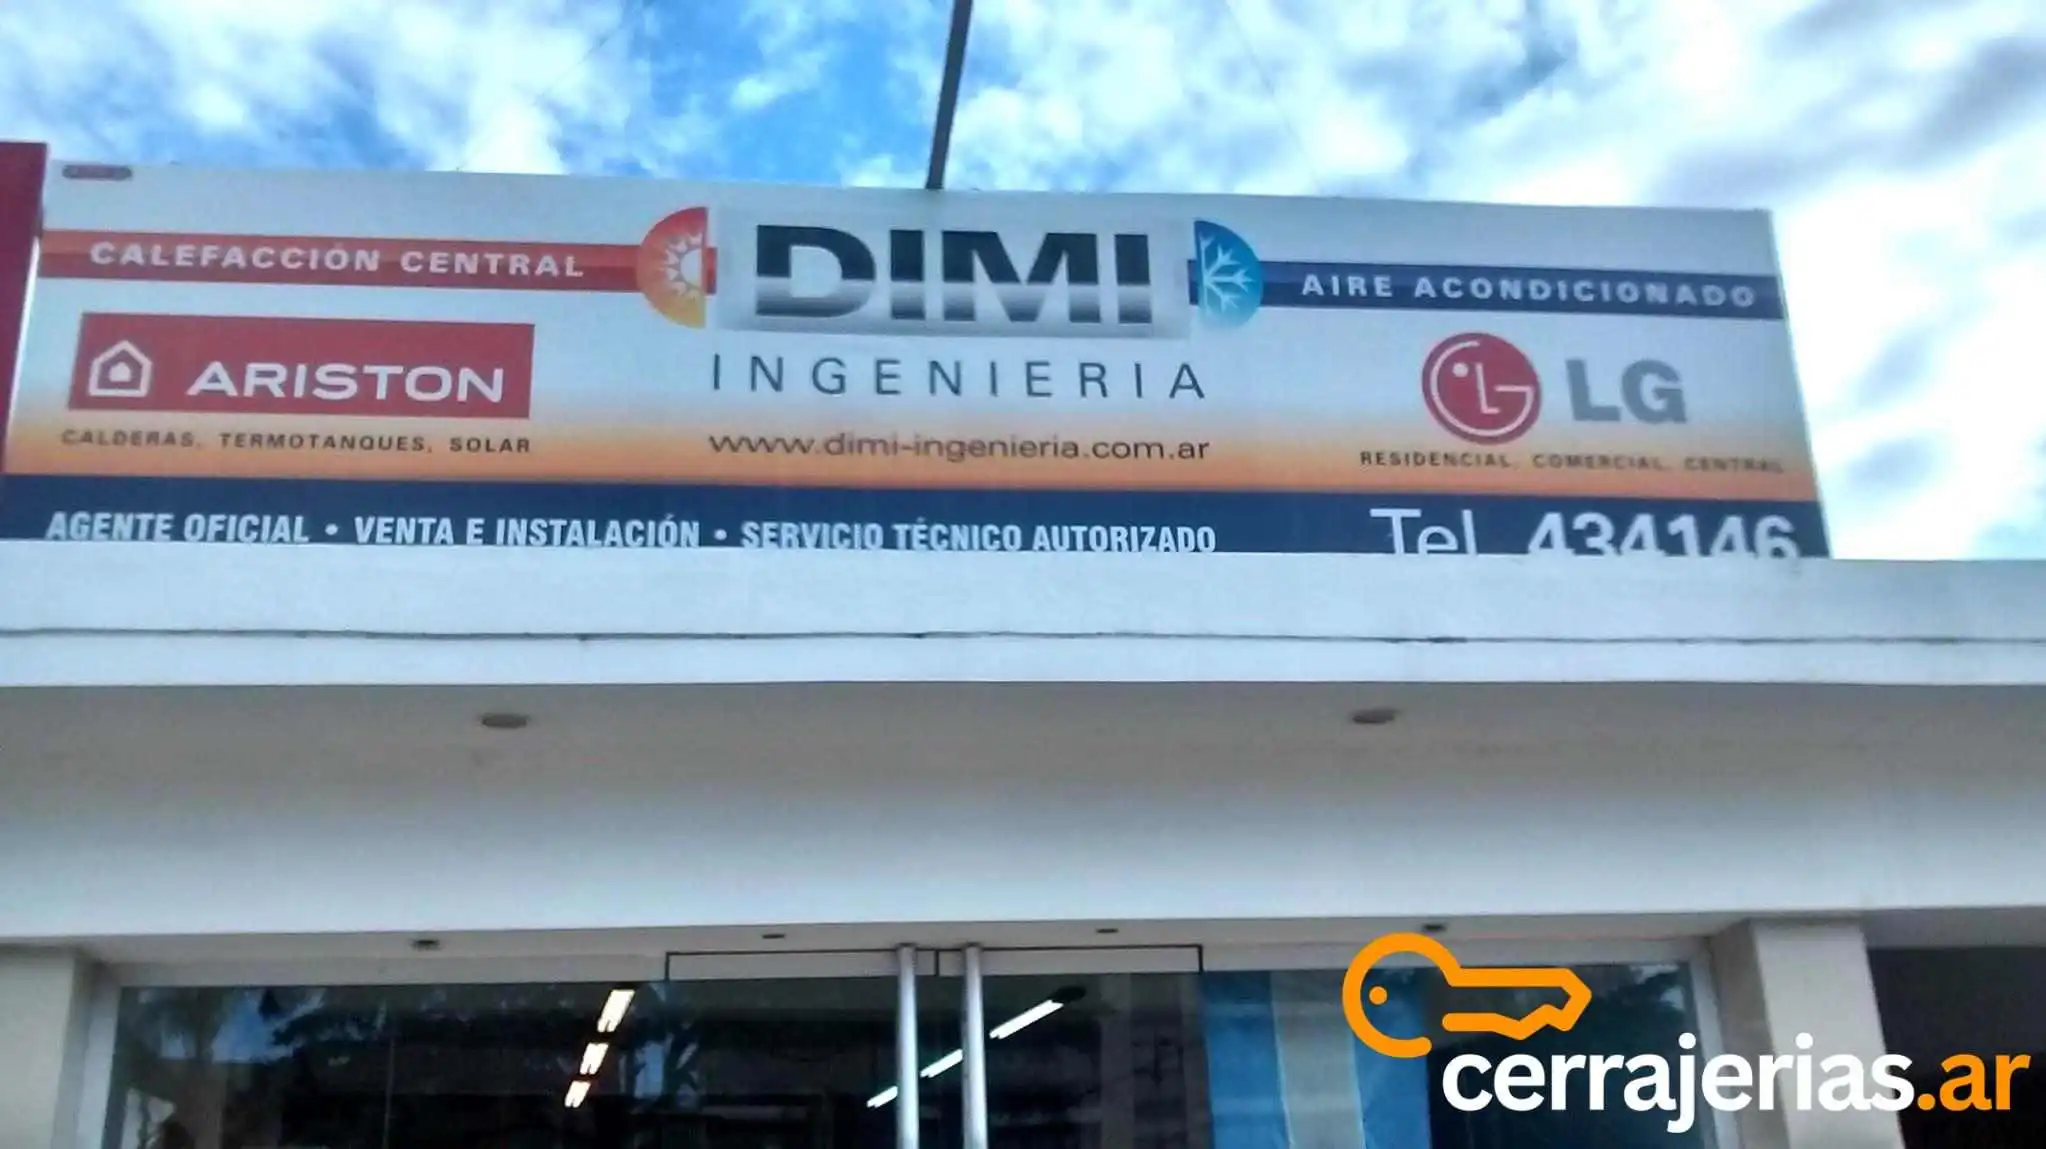 CALEFACCIÓN CENTRAL
DIMI
AIRE ACONDICIONADO
ARISTON
INGENIERIA
LG
CALDERAS, TERMOTANQUES, SOLAR
www.dimi-ingenieria.com.ar
RESIDENCIAL, COMERCIAL, CENTRAL
AGENTE OFICIAL • VENTA E INSTALACIÓN • SERVICIO TÉCNICO AUTORIZADO
Tel 434146
cerrajerias.ar